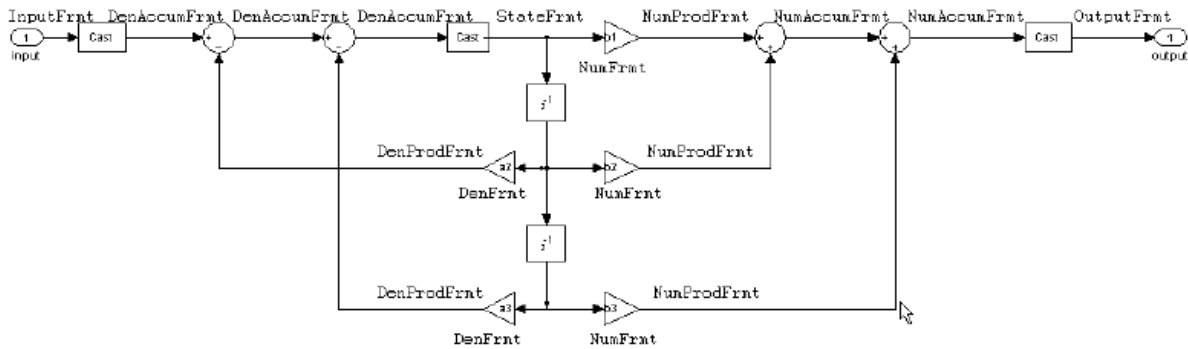 InputFrmt DenAccumFrmt DenAccumFrmt DenAccumFrmt StateFrmt NumProdFrmt NumAccumFrmt NumAccumFrmt OutputFrmt
1 Cast + − + − Cast b1 + + + + Cast 1
input NumFrmt output
z-1
DenProdFrmt NumProdFrmt
a2 b2
DenFrmt NumFrmt
z-1
DenProdFrmt NumProdFrmt
a3 b3
DenFrmt NumFrmt